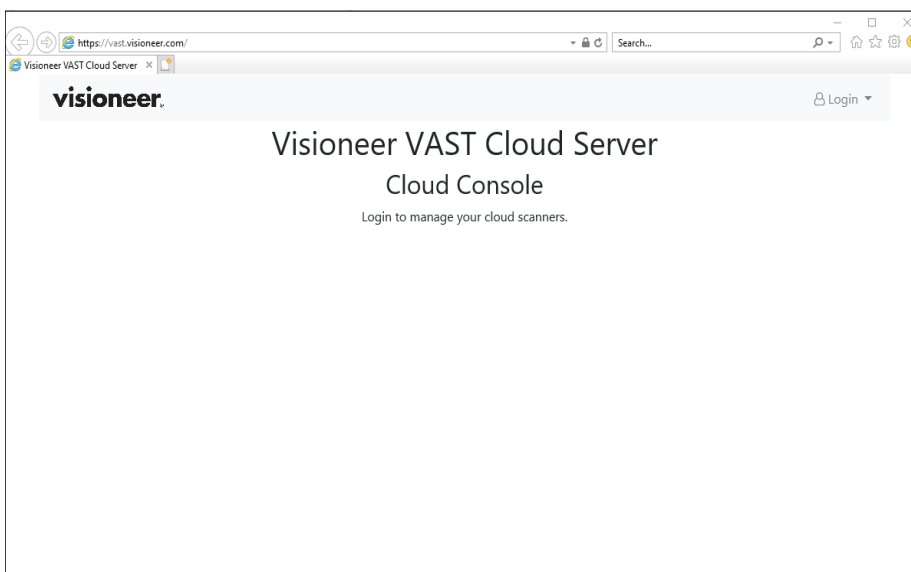 https://vast.visioneer.com/
Search...
Visioneer VAST Cloud Server
visioneer
Login
Visioneer VAST Cloud Server
Cloud Console
Login to manage your cloud scanners.